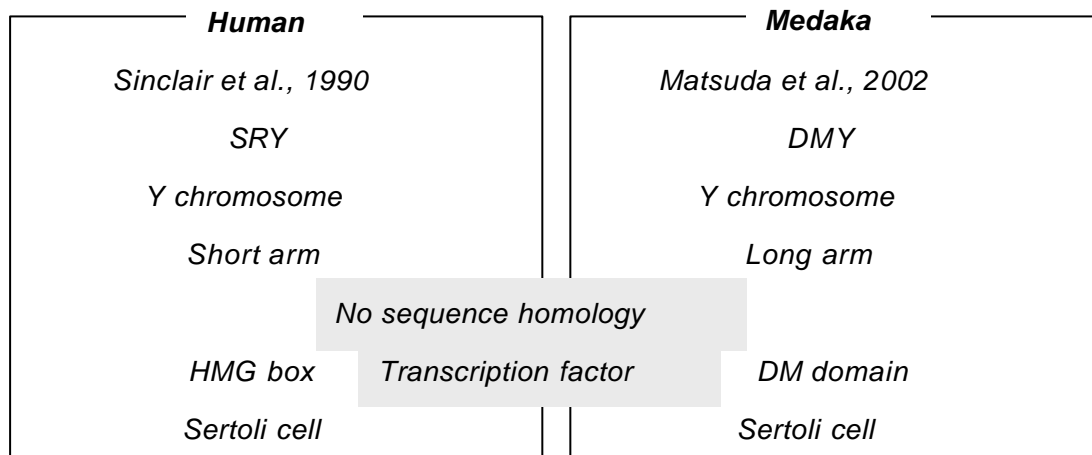 Human Medaka
Sinclair et al., 1990 Matsuda et al., 2002
SRY DMY
Y chromosome Y chromosome
Short arm Long arm
No sequence homology
HMG box Transcription factor DM domain
Sertoli cell Sertoli cell